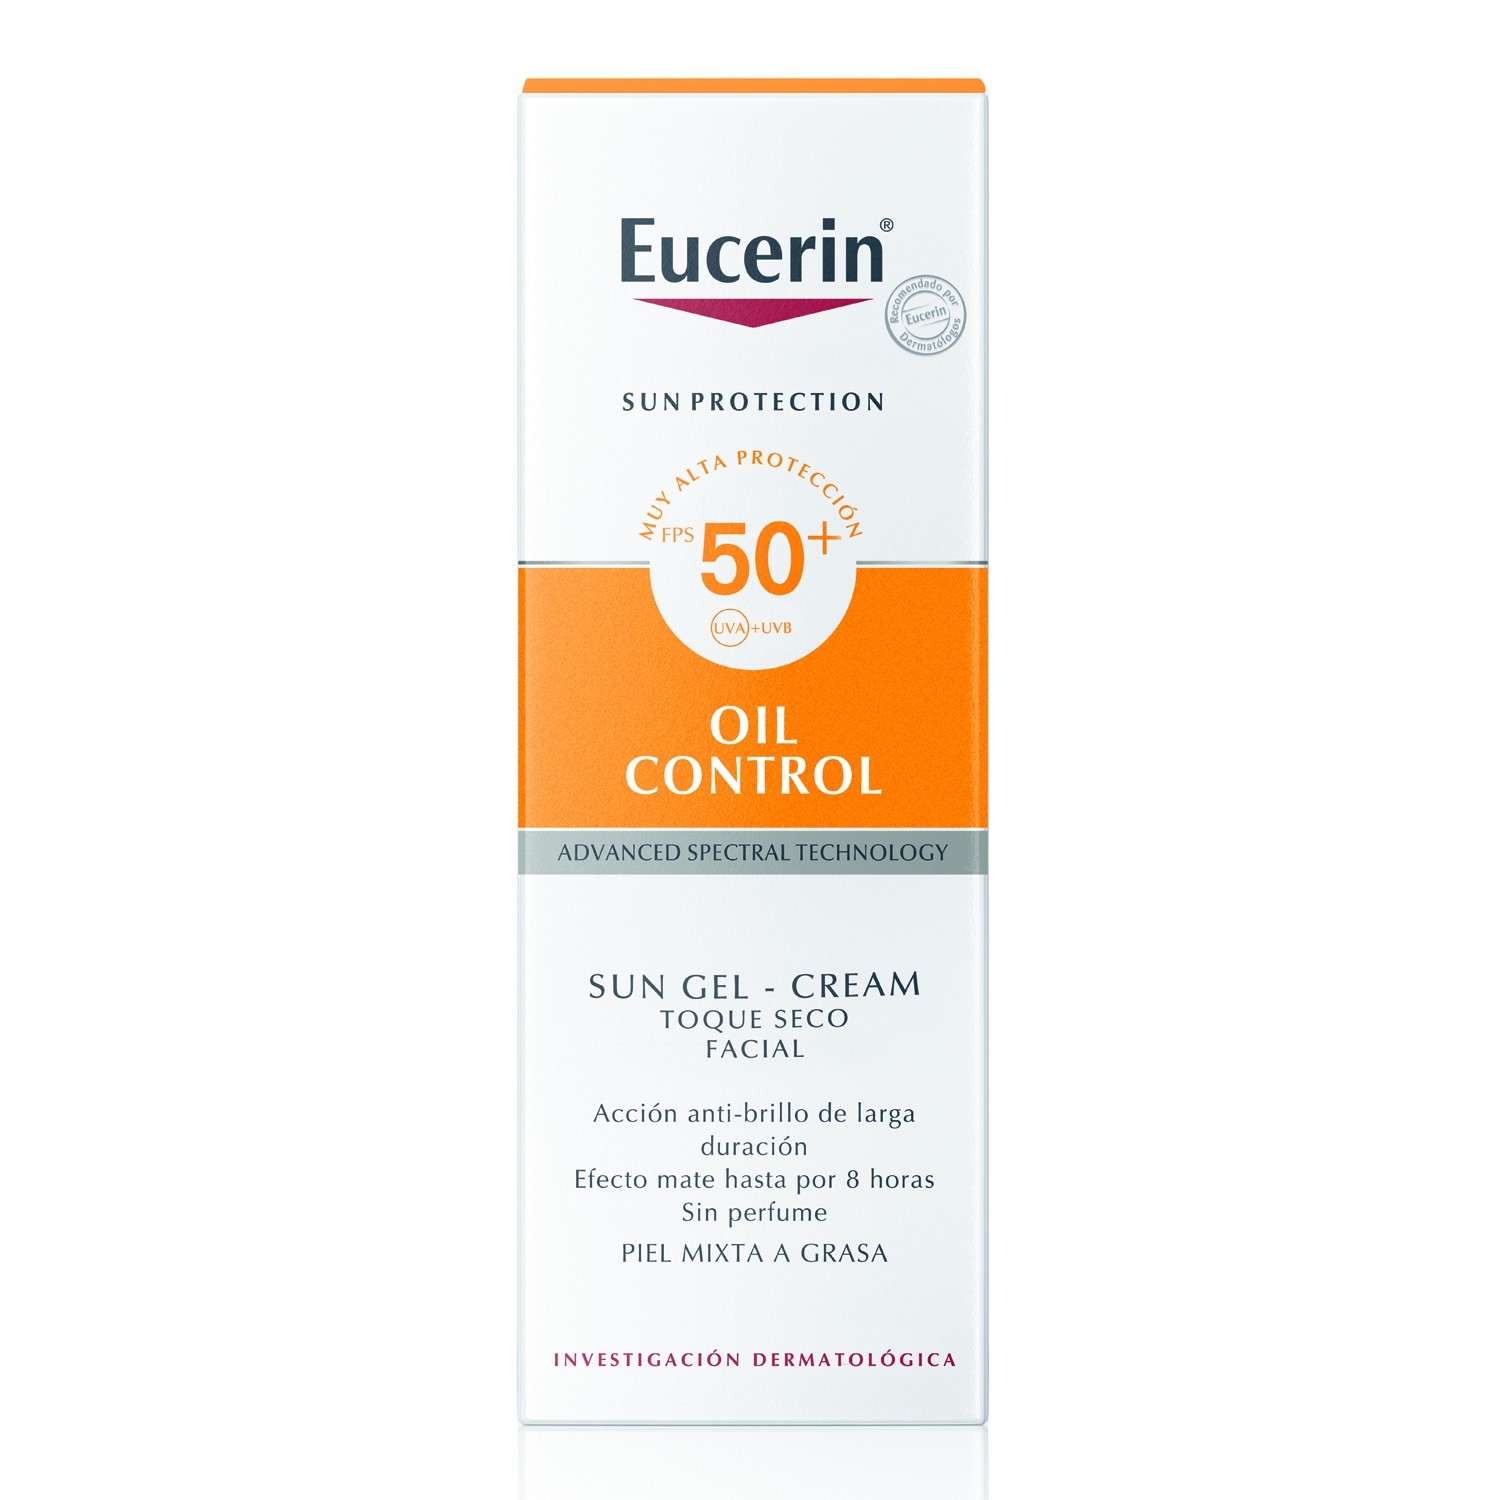 Eucerin®
Recomendado por
Eucerin
Dermatólogos
SUN PROTECTION
MUY ALTA PROTECCIÓN
FPS 50+
UVA+UVB
OIL
CONTROL
ADVANCED SPECTRAL TECHNOLOGY
SUN GEL - CREAM
TOQUE SECO
FACIAL
Acción anti-brillo de larga
duración
Efecto mate hasta por 8 horas
Sin perfume
PIEL MIXTA A GRASA
INVESTIGACIÓN DERMATOLÓGICA